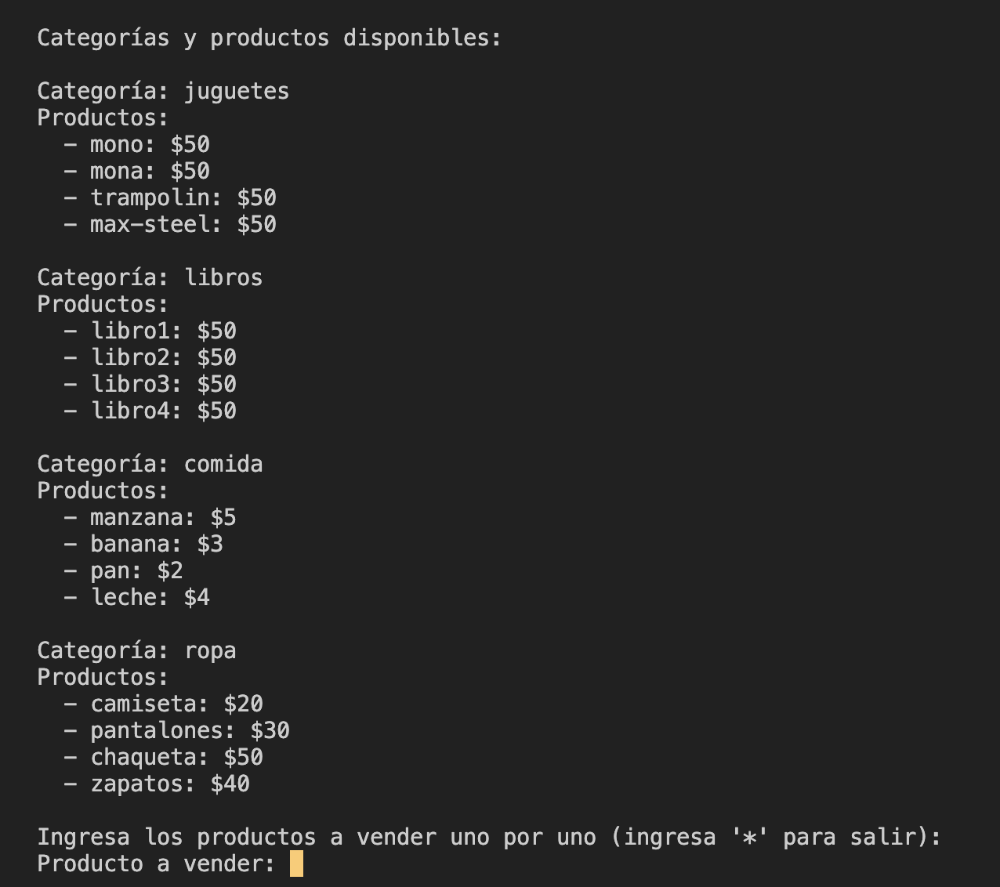 Categorías y productos disponibles:
Categoría: juguetes
Productos:
- mono: $50
- mona: $50
- trampolin: $50
- max-steel: $50
Categoría: libros
Productos:
- libro1: $50
- libro2: $50
- libro3: $50
- libro4: $50
Categoría: comida
Productos:
- manzana: $5
- banana: $3
- pan: $2
- leche: $4
Categoría: ropa
Productos:
- camiseta: $20
- pantalones: $30
- chaqueta: $50
- zapatos: $40
Ingresa los productos a vender uno por uno (ingresa '*' para salir):
Producto a vender: